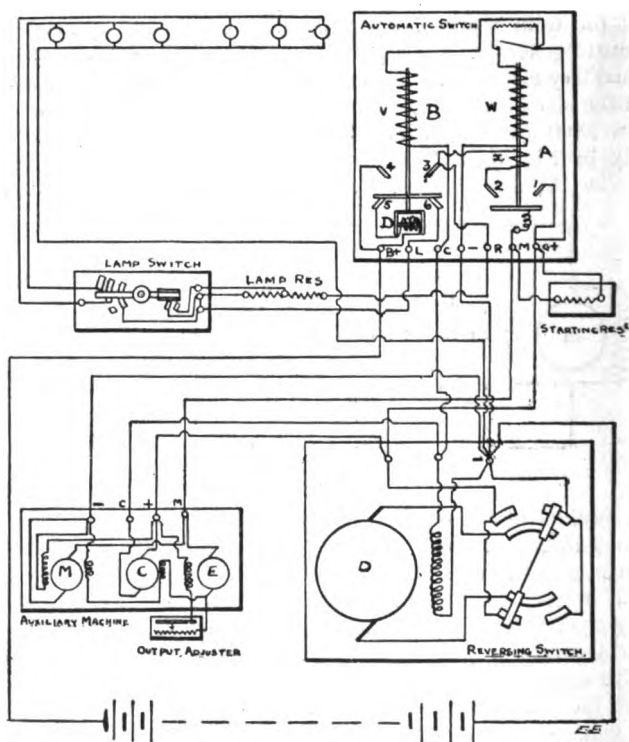 AUTOMATIC SWITCH
V
B
W
x
A
4
3
2
1
5
6
D
B+
L
C
−
R
M
G+
LAMP SWITCH
LAMP RES
STARTING RESE
−
C
+
M
−
M
C
E
D
AUXILIARY MACHINE
OUTPUT ADJUSTER
+
REVERSING SWITCH.